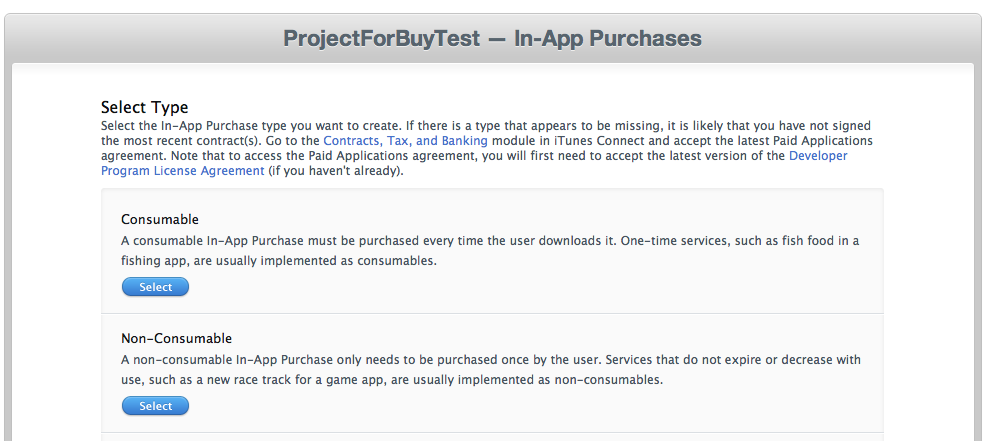 ProjectForBuyTest — In-App Purchases
Select Type
Select the In-App Purchase type you want to create. If there is a type that appears to be missing, it is likely that you have not signed
the most recent contract(s). Go to the Contracts, Tax, and Banking module in iTunes Connect and accept the latest Paid Applications
agreement. Note that to access the Paid Applications agreement, you will first need to accept the latest version of the Developer
Program License Agreement (if you haven't already).
Consumable
A consumable In-App Purchase must be purchased every time the user downloads it. One-time services, such as fish food in a
fishing app, are usually implemented as consumables.
Select
Non-Consumable
A non-consumable In-App Purchase only needs to be purchased once by the user. Services that do not expire or decrease with
use, such as a new race track for a game app, are usually implemented as non-consumables.
Select